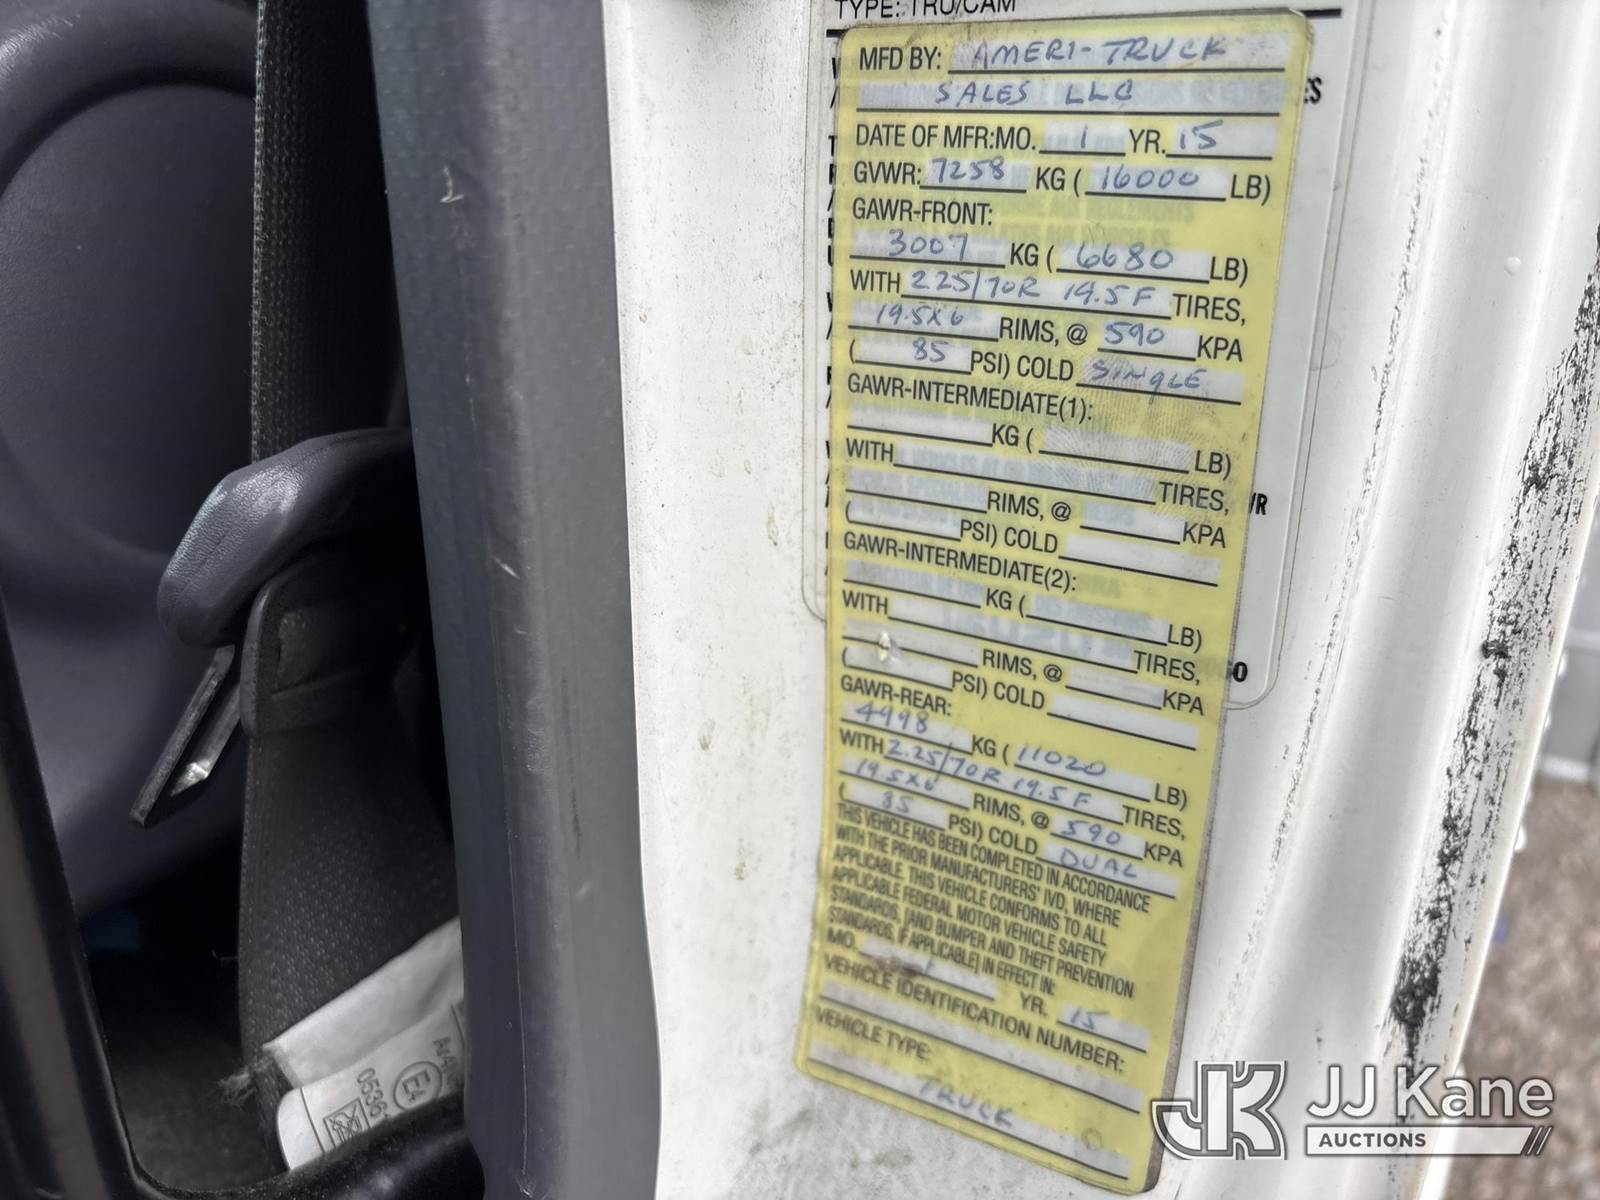 TYPE: TRU/CAM
MFD BY: AMERI-TRUCK
SALES LLC
DATE OF MFR:MO. 1 YR. 15
GVWR: 7258 KG ( 16000 LB)
GAWR-FRONT:
3007 KG ( 6680 LB)
WITH 225/70R 19.5F TIRES,
19.5X6 RIMS, @ 590 KPA
( 85 PSI) COLD SINGLE
GAWR-INTERMEDIATE(1):
KG ( LB)
WITH TIRES,
RIMS, @ KPA
( PSI) COLD
GAWR-INTERMEDIATE(2):
KG ( LB)
WITH TIRES,
RIMS, @ KPA
( PSI) COLD
GAWR-REAR:
4998 KG ( 11020 LB)
WITH 2.25/70R 19.5F TIRES,
19.5X6 RIMS, @ 590 KPA
( 85 PSI) COLD DUAL
THIS VEHICLE HAS BEEN COMPLETED IN ACCORDANCE
WITH THE PRIOR MANUFACTURERS' IVD, WHERE
APPLICABLE. THIS VEHICLE CONFORMS TO ALL
APPLICABLE FEDERAL MOTOR VEHICLE SAFETY
STANDARDS, [AND BUMPER AND THEFT PREVENTION
STANDARDS, IF APPLICABLE] IN EFFECT IN:
MO. YR. 15
VEHICLE IDENTIFICATION NUMBER:
VEHICLE TYPE:
TRUCK
0536
E4
JK JJ Kane
AUCTIONS